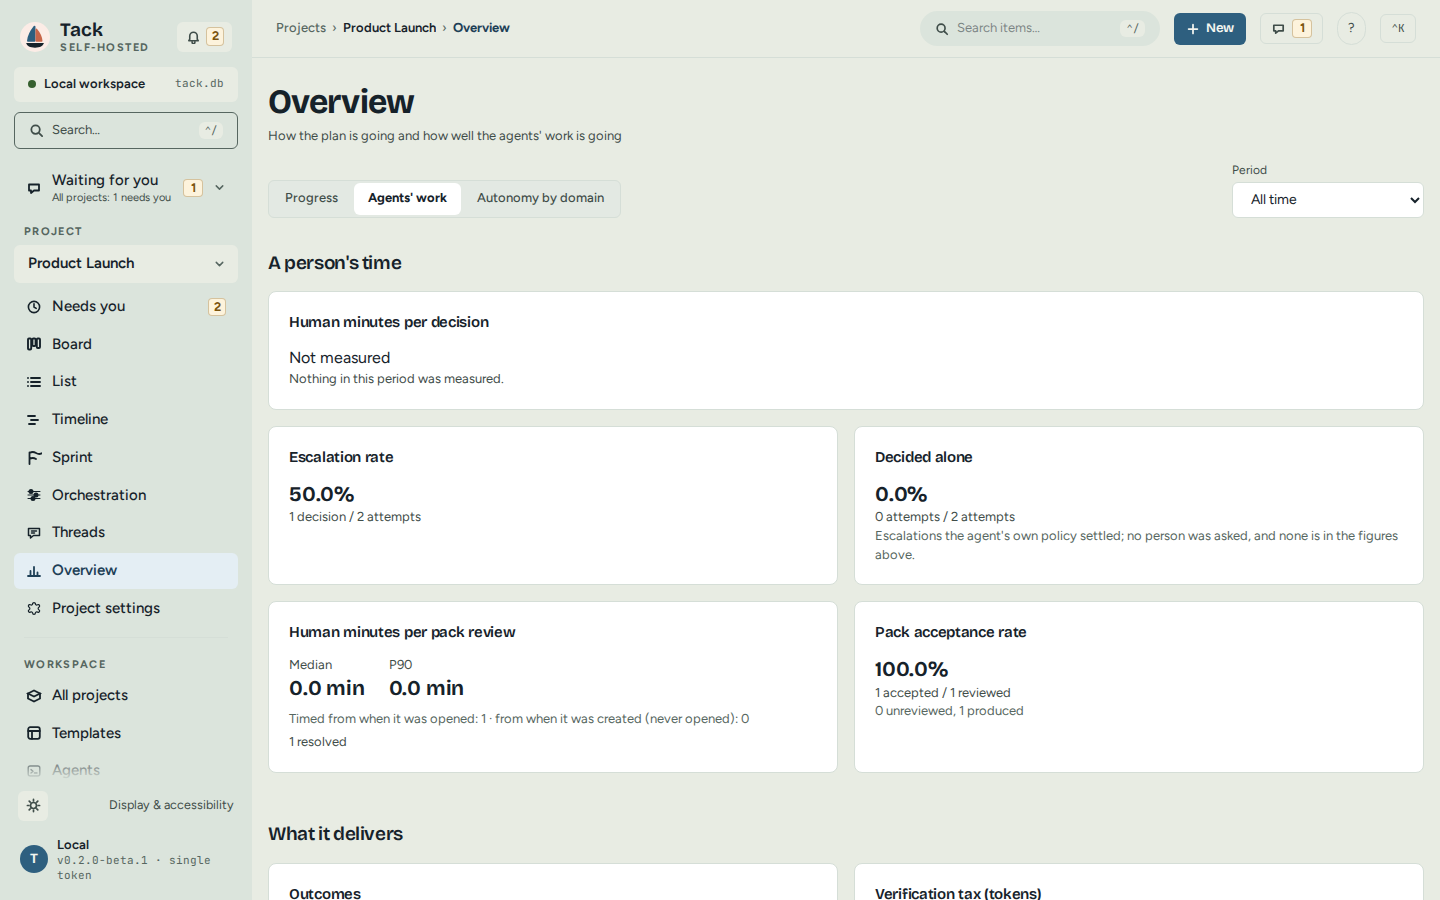 Tack
SELF-HOSTED
2
Local workspace
tack.db
Search...
^/
Waiting for you
All projects: 1 needs you
1
PROJECT
Product Launch
Needs you
2
Board
List
Timeline
Sprint
Orchestration
Threads
Overview
Project settings
WORKSPACE
All projects
Templates
Agents
Display & accessibility
T
Local
v0.2.0-beta.1 · single
token
Projects › Product Launch › Overview
Search items...
^/
+ New
1
?
^K
Overview
How the plan is going and how well the agents' work is going
Progress
Agents' work
Autonomy by domain
Period
All time
A person's time
Human minutes per decision
Not measured
Nothing in this period was measured.
Escalation rate
50.0%
1 decision / 2 attempts
Decided alone
0.0%
0 attempts / 2 attempts
Escalations the agent's own policy settled; no person was asked, and none is in the figures
above.
Human minutes per pack review
Median
P90
0.0 min
0.0 min
Timed from when it was opened: 1 · from when it was created (never opened): 0
1 resolved
Pack acceptance rate
100.0%
1 accepted / 1 reviewed
0 unreviewed, 1 produced
What it delivers
Outcomes
Verification tax (tokens)